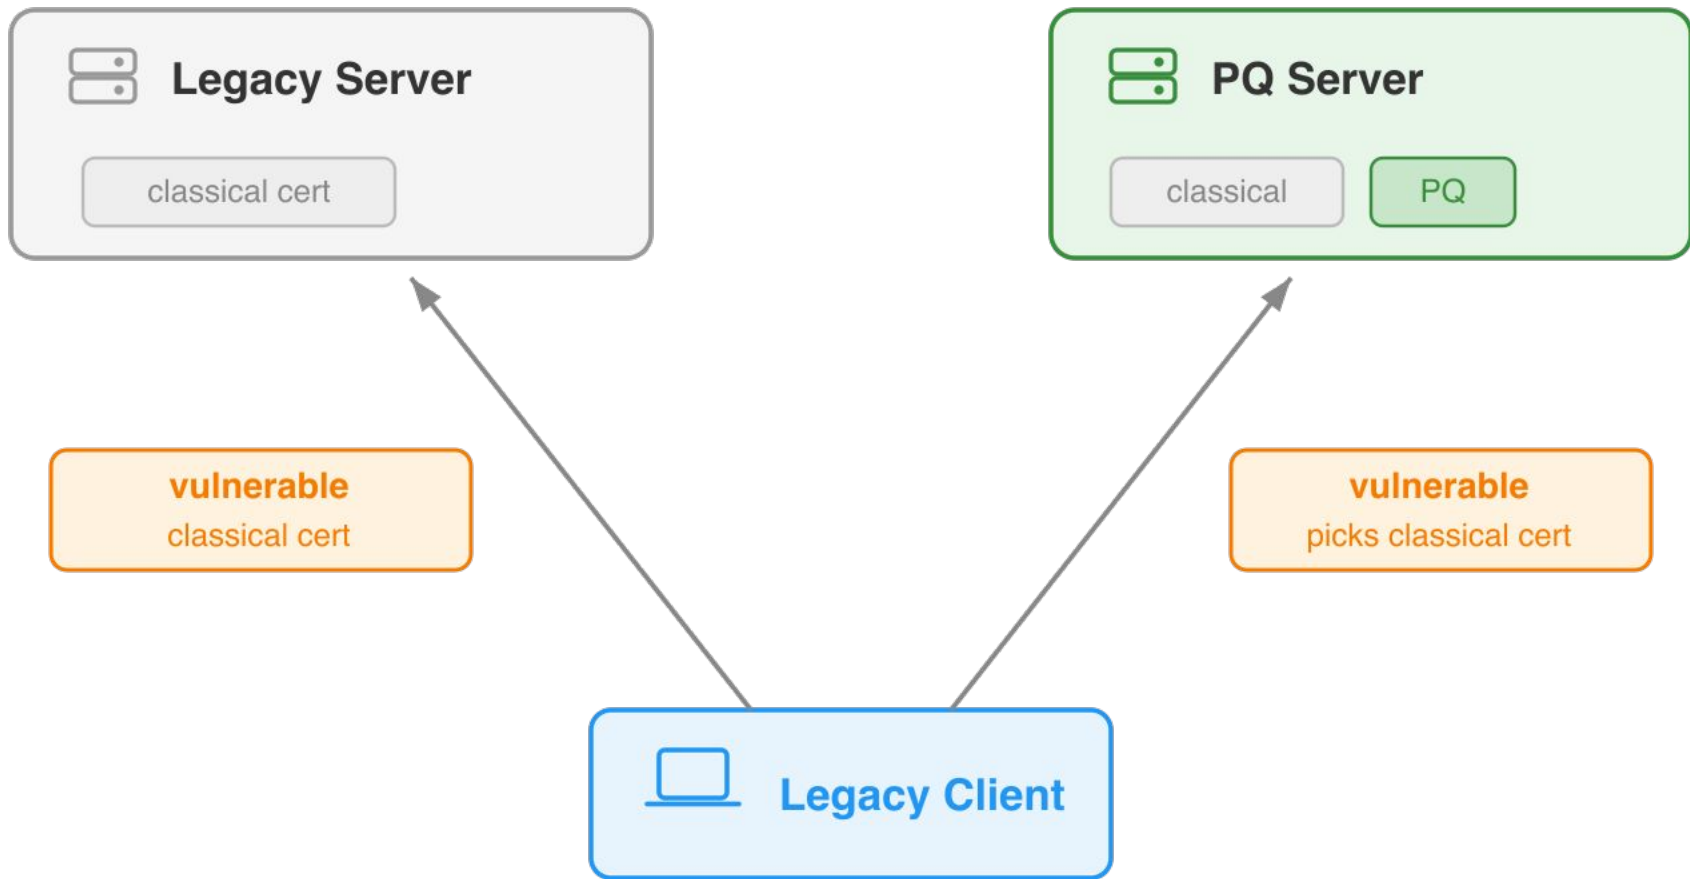 Legacy Server
classical cert
PQ Server
classical
PQ
vulnerable
classical cert
vulnerable
picks classical cert
Legacy Client